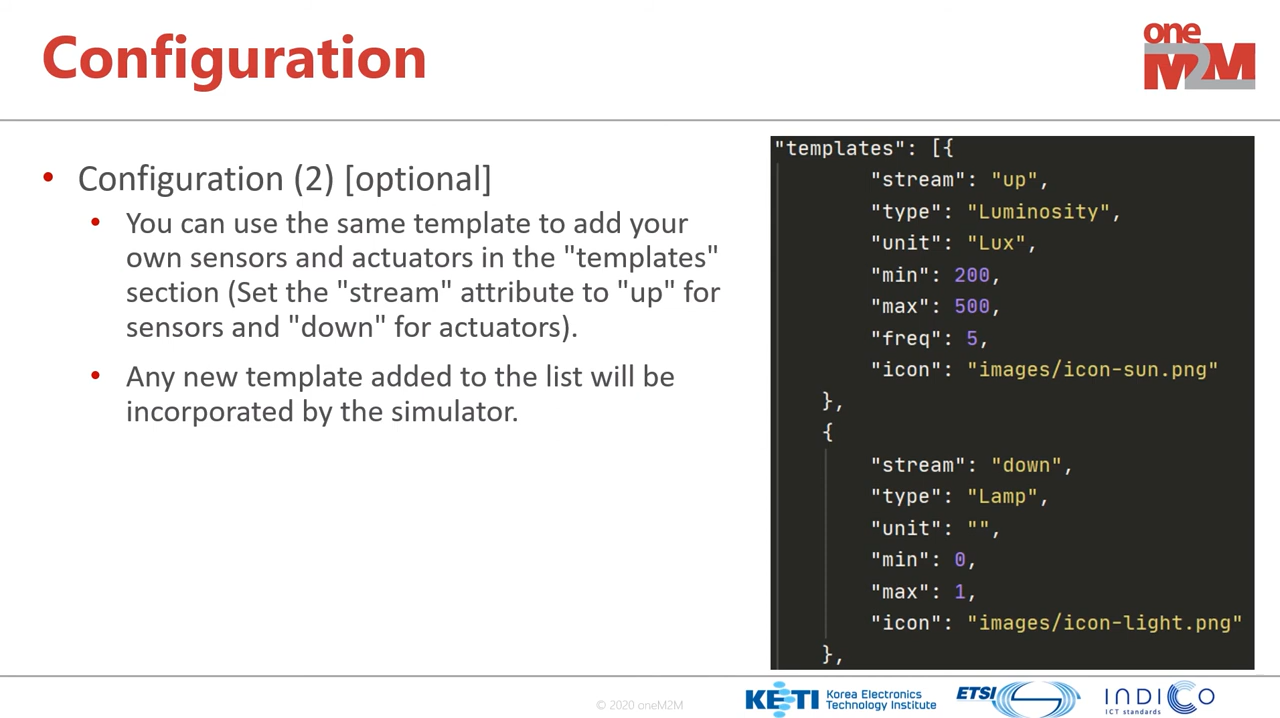 Configuration
one
M2M
• Configuration (2) [optional]
• You can use the same template to add your
own sensors and actuators in the "templates"
section (Set the "stream" attribute to "up" for
sensors and "down" for actuators).
• Any new template added to the list will be
incorporated by the simulator.
"templates": [{
"stream": "up",
"type": "Luminosity",
"unit": "Lux",
"min": 200,
"max": 500,
"freq": 5,
"icon": "images/icon-sun.png"
},
{
"stream": "down",
"type": "Lamp",
"unit": "",
"min": 0,
"max": 1,
"icon": "images/icon-light.png"
},
© 2020 oneM2M
KETI Korea Electronics
Technology Institute
ETSI
INDICO
ICT standards